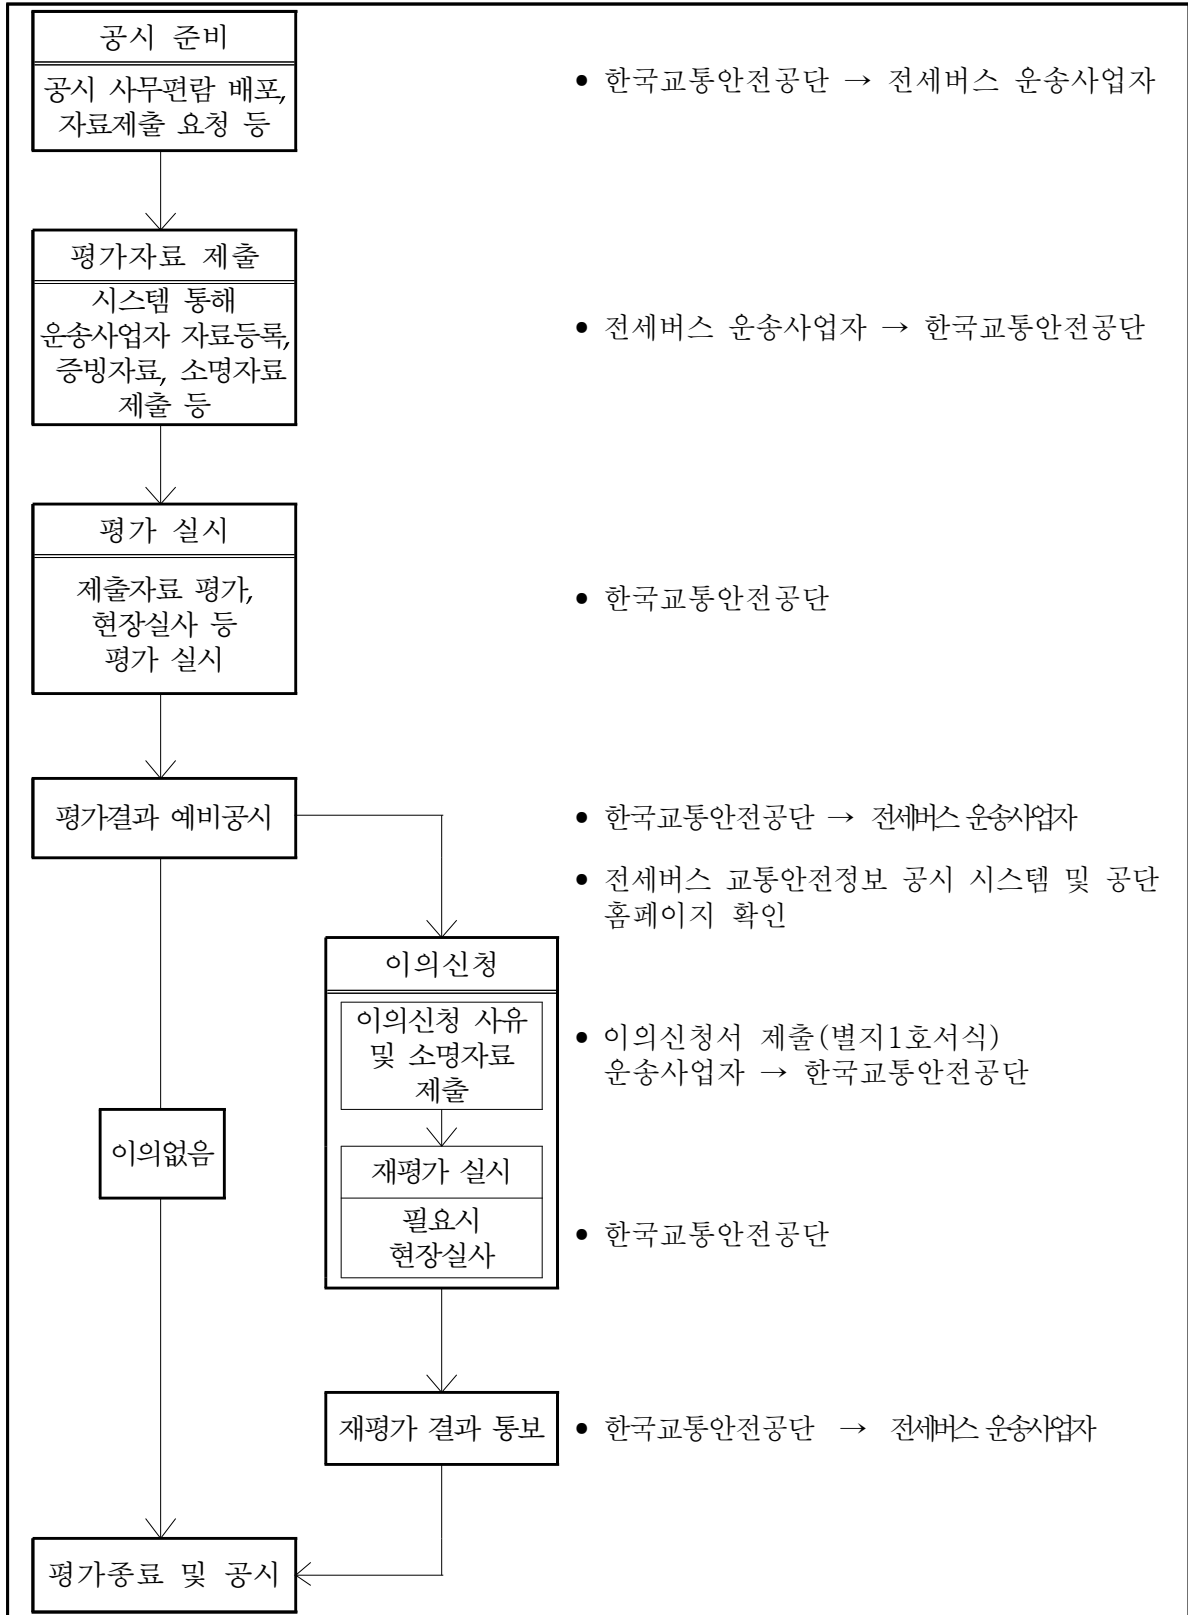 공시 준비
공시 사무편람 배포,
자료제출 요청 등
• 한국교통안전공단 → 전세버스 운송사업자
평가자료 제출
시스템 통해
운송사업자 자료등록,
증빙자료, 소명자료
제출 등
• 전세버스 운송사업자 → 한국교통안전공단
평가 실시
제출자료 평가,
현장실사 등
평가 실시
• 한국교통안전공단
평가결과 예비공시
• 한국교통안전공단 → 전세버스 운송사업자
• 전세버스 교통안전정보 공시 시스템 및 공단
홈페이지 확인
이의신청
이의신청 사유
및 소명자료
제출
• 이의신청서 제출(별지1호서식)
운송사업자 → 한국교통안전공단
이의없음
재평가 실시
필요시
현장실사
• 한국교통안전공단
재평가 결과 통보
• 한국교통안전공단 → 전세버스 운송사업자
평가종료 및 공시